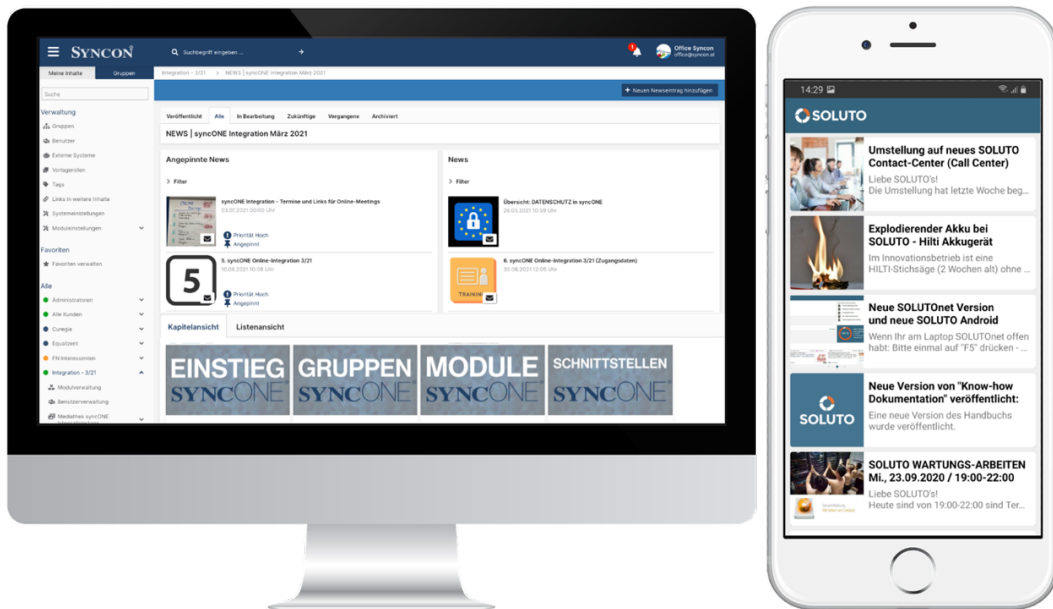 SYNCON
Suchbegriff eingeben ...
1
Office Syncon
office@syncon.at
Meine Inhalte
Gruppen
Integration - 3/21 > NEWS | syncONE Integration März 2021
Suche
+ Neuen Newseintrag hinzufügen
Verwaltung
Gruppen
Benutzer
Externe Systeme
Vorlagenlisten
Tags
Links in weitere Inhalte
Systemeinstellungen
Moduleinstellungen
Favoriten
Favoriten verwalten
Alle
Administratoren
Alle Kunden
Curegia
Equalizent
FN Interessenten
Integration - 3/21
Modulverwaltung
Benutzerverwaltung
Mediathek syncONE
Veröffentlicht
Alle
In Bearbeitung
Zukünftige
Vergangene
Archiviert
NEWS | syncONE Integration März 2021
Angepinnte News
> Filter
syncONE Integration - Termine und Links für Online-Meetings
Priorität Hoch
Angepinnt
5
5. syncONE Online-Integration 3/21
Priorität Hoch
Angepinnt
News
> Filter
Übersicht: DATENSCHUTZ in syncONE
TRAININ
6. syncONE Online-Integration 3/21 (Zugangsdaten)
Kapitelansicht
Listenansicht
EINSTIEG
SYNCONE
GRUPPEN
SYNCONE
MODULE
SYNCONE
SCHNITTSTELLEN
SYNCONE
14:29
SOLUTO
Umstellung auf neues SOLUTO
Contact-Center (Call Center)
Liebe SOLUTO's!
Die Umstellung hat letzte Woche beg...
Explodierender Akku bei
SOLUTO - Hilti Akkugerät
Im Innovationsbetrieb ist eine
HILTI-Stichsäge (2 Wochen alt) ohne ...
Neue SOLUTOnet Version
und neue SOLUTO Android
Wenn Ihr am Laptop SOLUTOnet offen
habt: Bitte einmal auf "F5" drücken - ...
SOLUTO
Neue Version von "Know-how
Dokumentation" veröffentlicht:
Eine neue Version des Handbuchs
wurde veröffentlicht.
SOLUTO WARTUNGS-ARBEITEN
Mi., 23.09.2020 / 19:00-22:00
Liebe SOLUTO's!
Heute sind von 19:00-22:00 sind Ter...